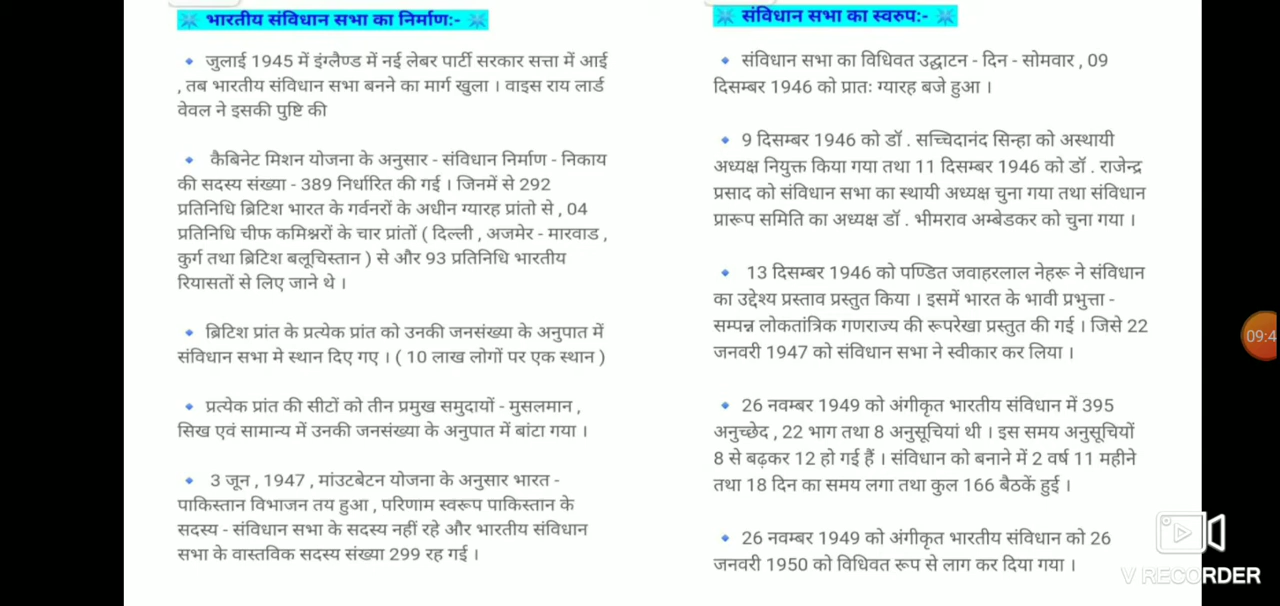 भारतीय संविधान सभा का निर्माण:-
जुलाई 1945 में इंग्लैण्ड में नई लेबर पार्टी सरकार सत्ता में आई
, तब भारतीय संविधान सभा बनने का मार्ग खुला । वाइस राय लार्ड
वेवल ने इसकी पुष्टि की
कैबिनेट मिशन योजना के अनुसार - संविधान निर्माण - निकाय
की सदस्य संख्या - 389 निर्धारित की गई । जिनमें से 292
प्रतिनिधि ब्रिटिश भारत के गर्वनरों के अधीन ग्यारह प्रांतो से , 04
प्रतिनिधि चीफ कमिश्नरों के चार प्रांतों ( दिल्ली , अजमेर - मारवाड ,
कुर्ग तथा ब्रिटिश बलूचिस्तान ) से और 93 प्रतिनिधि भारतीय
रियासतों से लिए जाने थे ।
ब्रिटिश प्रांत के प्रत्येक प्रांत को उनकी जनसंख्या के अनुपात में
संविधान सभा मे स्थान दिए गए । ( 10 लाख लोगों पर एक स्थान )
प्रत्येक प्रांत की सीटों को तीन प्रमुख समुदायों - मुसलमान ,
सिख एवं सामान्य में उनकी जनसंख्या के अनुपात में बांटा गया ।
3 जून , 1947 , मांउटबेटन योजना के अनुसार भारत -
पाकिस्तान विभाजन तय हुआ , परिणाम स्वरूप पाकिस्तान के
सदस्य - संविधान सभा के सदस्य नहीं रहे और भारतीय संविधान
सभा के वास्तविक सदस्य संख्या 299 रह गई ।
संविधान सभा का स्वरुप:-
संविधान सभा का विधिवत उद्घाटन - दिन - सोमवार , 09
दिसम्बर 1946 को प्रातः ग्यारह बजे हुआ ।
9 दिसम्बर 1946 को डॉ . सच्चिदानंद सिन्हा को अस्थायी
अध्यक्ष नियुक्त किया गया तथा 11 दिसम्बर 1946 को डॉ . राजेन्द्र
प्रसाद को संविधान सभा का स्थायी अध्यक्ष चुना गया तथा संविधान
प्रारूप समिति का अध्यक्ष डॉ . भीमराव अम्बेडकर को चुना गया ।
13 दिसम्बर 1946 को पण्डित जवाहरलाल नेहरू ने संविधान
का उद्देश्य प्रस्ताव प्रस्तुत किया । इसमें भारत के भावी प्रभुत्ता -
सम्पन्न लोकतांत्रिक गणराज्य की रूपरेखा प्रस्तुत की गई । जिसे 22
जनवरी 1947 को संविधान सभा ने स्वीकार कर लिया ।
26 नवम्बर 1949 को अंगीकृत भारतीय संविधान में 395
अनुच्छेद , 22 भाग तथा 8 अनुसूचियां थी । इस समय अनुसूचियों
8 से बढ़कर 12 हो गई हैं । संविधान को बनाने में 2 वर्ष 11 महीने
तथा 18 दिन का समय लगा तथा कुल 166 बैठकें हुई ।
26 नवम्बर 1949 को अंगीकृत भारतीय संविधान को 26
जनवरी 1950 को विधिवत रूप से लाग कर दिया गया ।
09:4
V RECORDER